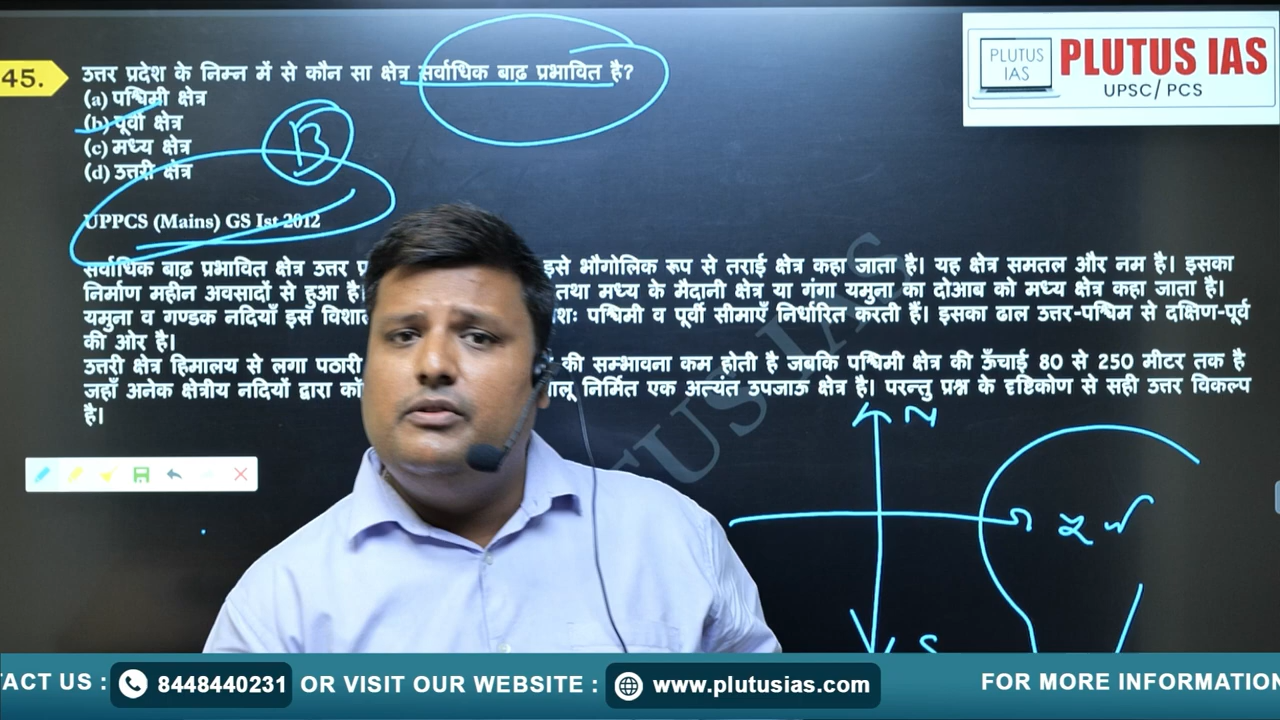 45. उत्तर प्रदेश के निम्न में से कौन सा क्षेत्र सर्वाधिक बाढ़ प्रभावित है?
(a) पश्चिमी क्षेत्र
(b) पूर्वी क्षेत्र
(c) मध्य क्षेत्र
(d) उत्तरी क्षेत्र
B
UPPCS (Mains) GS Ist 2012
सर्वाधिक बाढ़ प्रभावित क्षेत्र उत्तर इसे भौगोलिक रूप से तराई क्षेत्र कहा जाता है। यह क्षेत्र समतल और नम है। इसका
निर्माण महीन अवसादों से हुआ है। तथा मध्य के मैदानी क्षेत्र या गंगा यमुना का दोआब को मध्य क्षेत्र कहा जाता है।
यमुना व गण्डक नदियाँ इस पश्चिमी व पूर्वी सीमाएँ निर्धारित करती हैं। इसका ढाल उत्तर-पश्चिम से दक्षिण-पूर्व
की ओर है।
उत्तरी क्षेत्र हिमालय से लगा पठारी की सम्भावना कम होती है जबकि पश्चिमी क्षेत्र की ऊँचाई 80 से 250 मीटर तक है
जहाँ अनेक क्षेत्रीय नदियों द्वारा निर्मित एक अत्यंत उपजाऊ क्षेत्र है। परन्तु प्रश्न के दृष्टिकोण से सही उत्तर विकल्प
है।
PLUTUS IAS
PLUTUS IAS
UPSC/ PCS
N
S
TACT US : 8448440231 OR VISIT OUR WEBSITE : www.plutusias.com FOR MORE INFORMATION